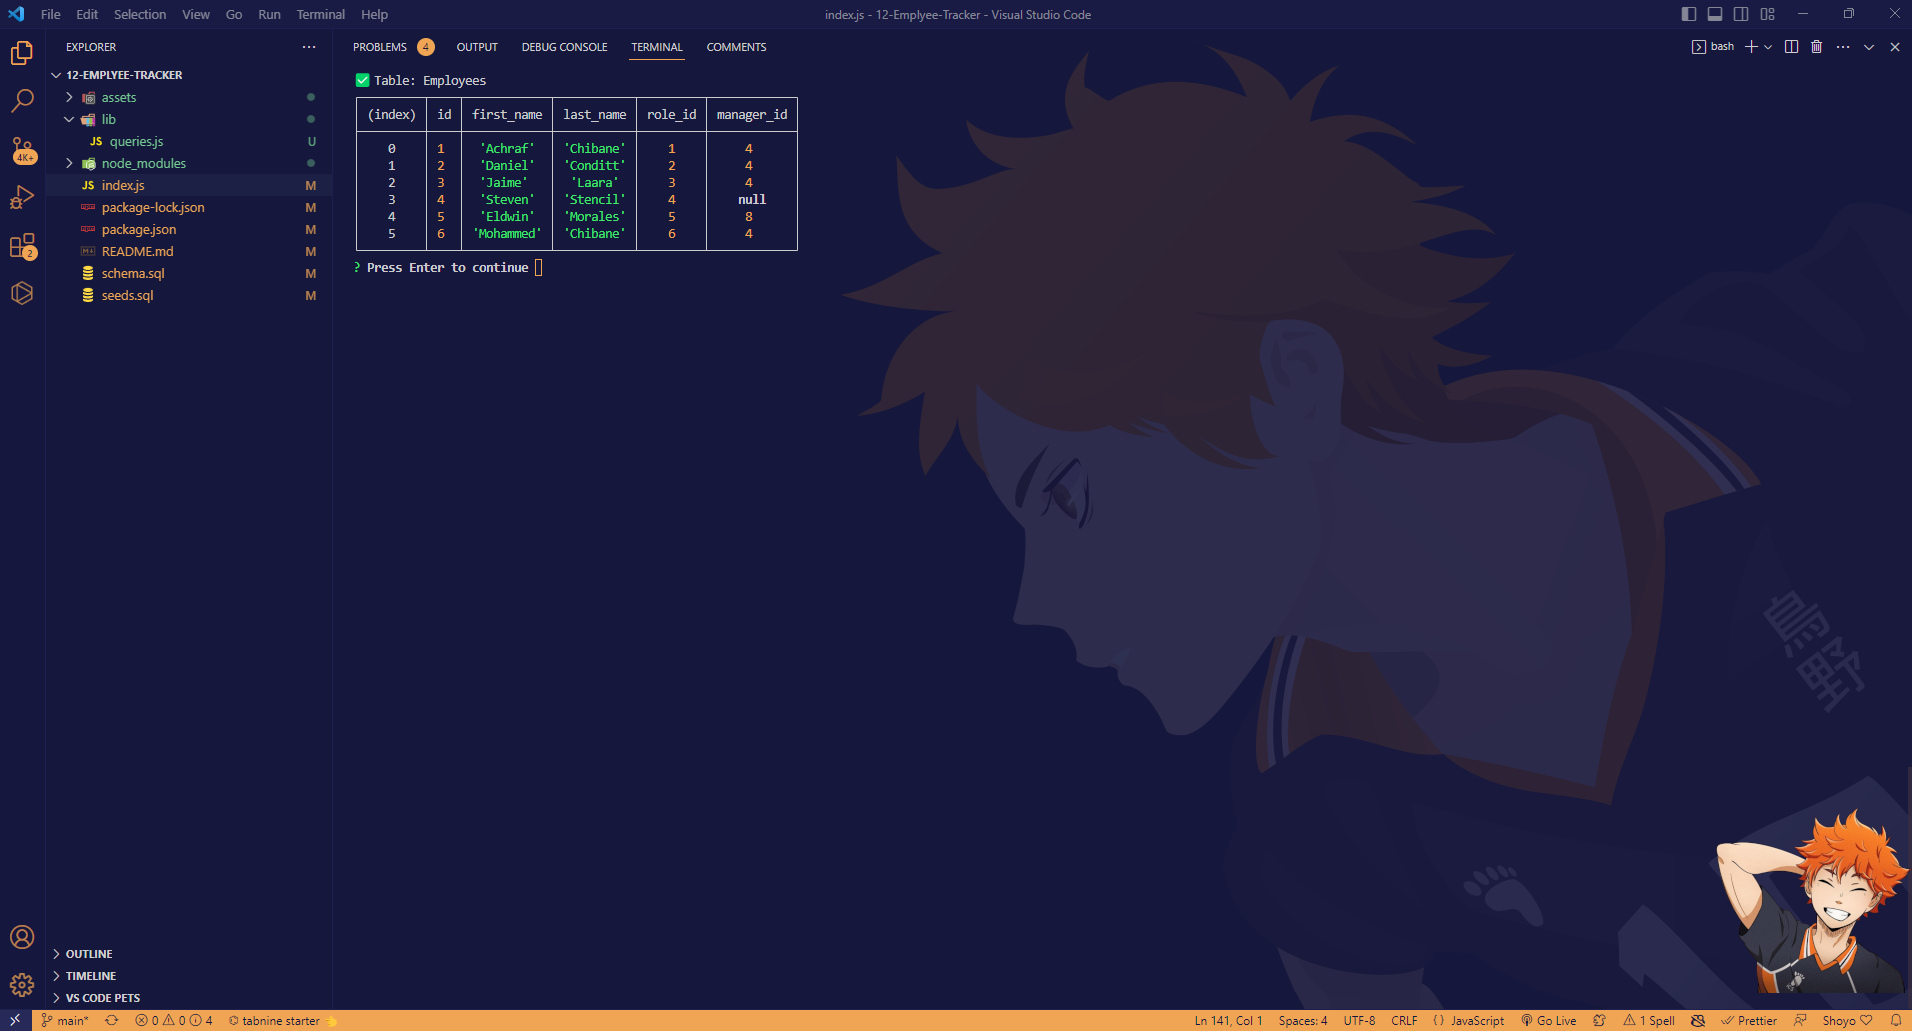 File Edit Selection View Go Run Terminal Help
index.js - 12-Emplyee-Tracker - Visual Studio Code
EXPLORER
12-EMPLYEE-TRACKER
assets
lib
JS queries.js U
node_modules
JS index.js M
package-lock.json M
package.json M
README.md M
schema.sql M
seeds.sql M
4K+
2
OUTLINE
TIMELINE
VS CODE PETS
PROBLEMS 4 OUTPUT DEBUG CONSOLE TERMINAL COMMENTS
bash
Table: Employees
(index) id first_name last_name role_id manager_id
0 1 'Achraf' 'Chibane' 1 4
1 2 'Daniel' 'Conditt' 2 4
2 3 'Jaime' 'Laara' 3 4
3 4 'Steven' 'Stencil' 4 null
4 5 'Eldwin' 'Morales' 5 8
5 6 'Mohammed' 'Chibane' 6 4
? Press Enter to continue
烏野
main* 0 0 4 tabnine starter
Ln 141, Col 1 Spaces: 4 UTF-8 CRLF { } JavaScript Go Live 1 Spell Prettier Shoyo